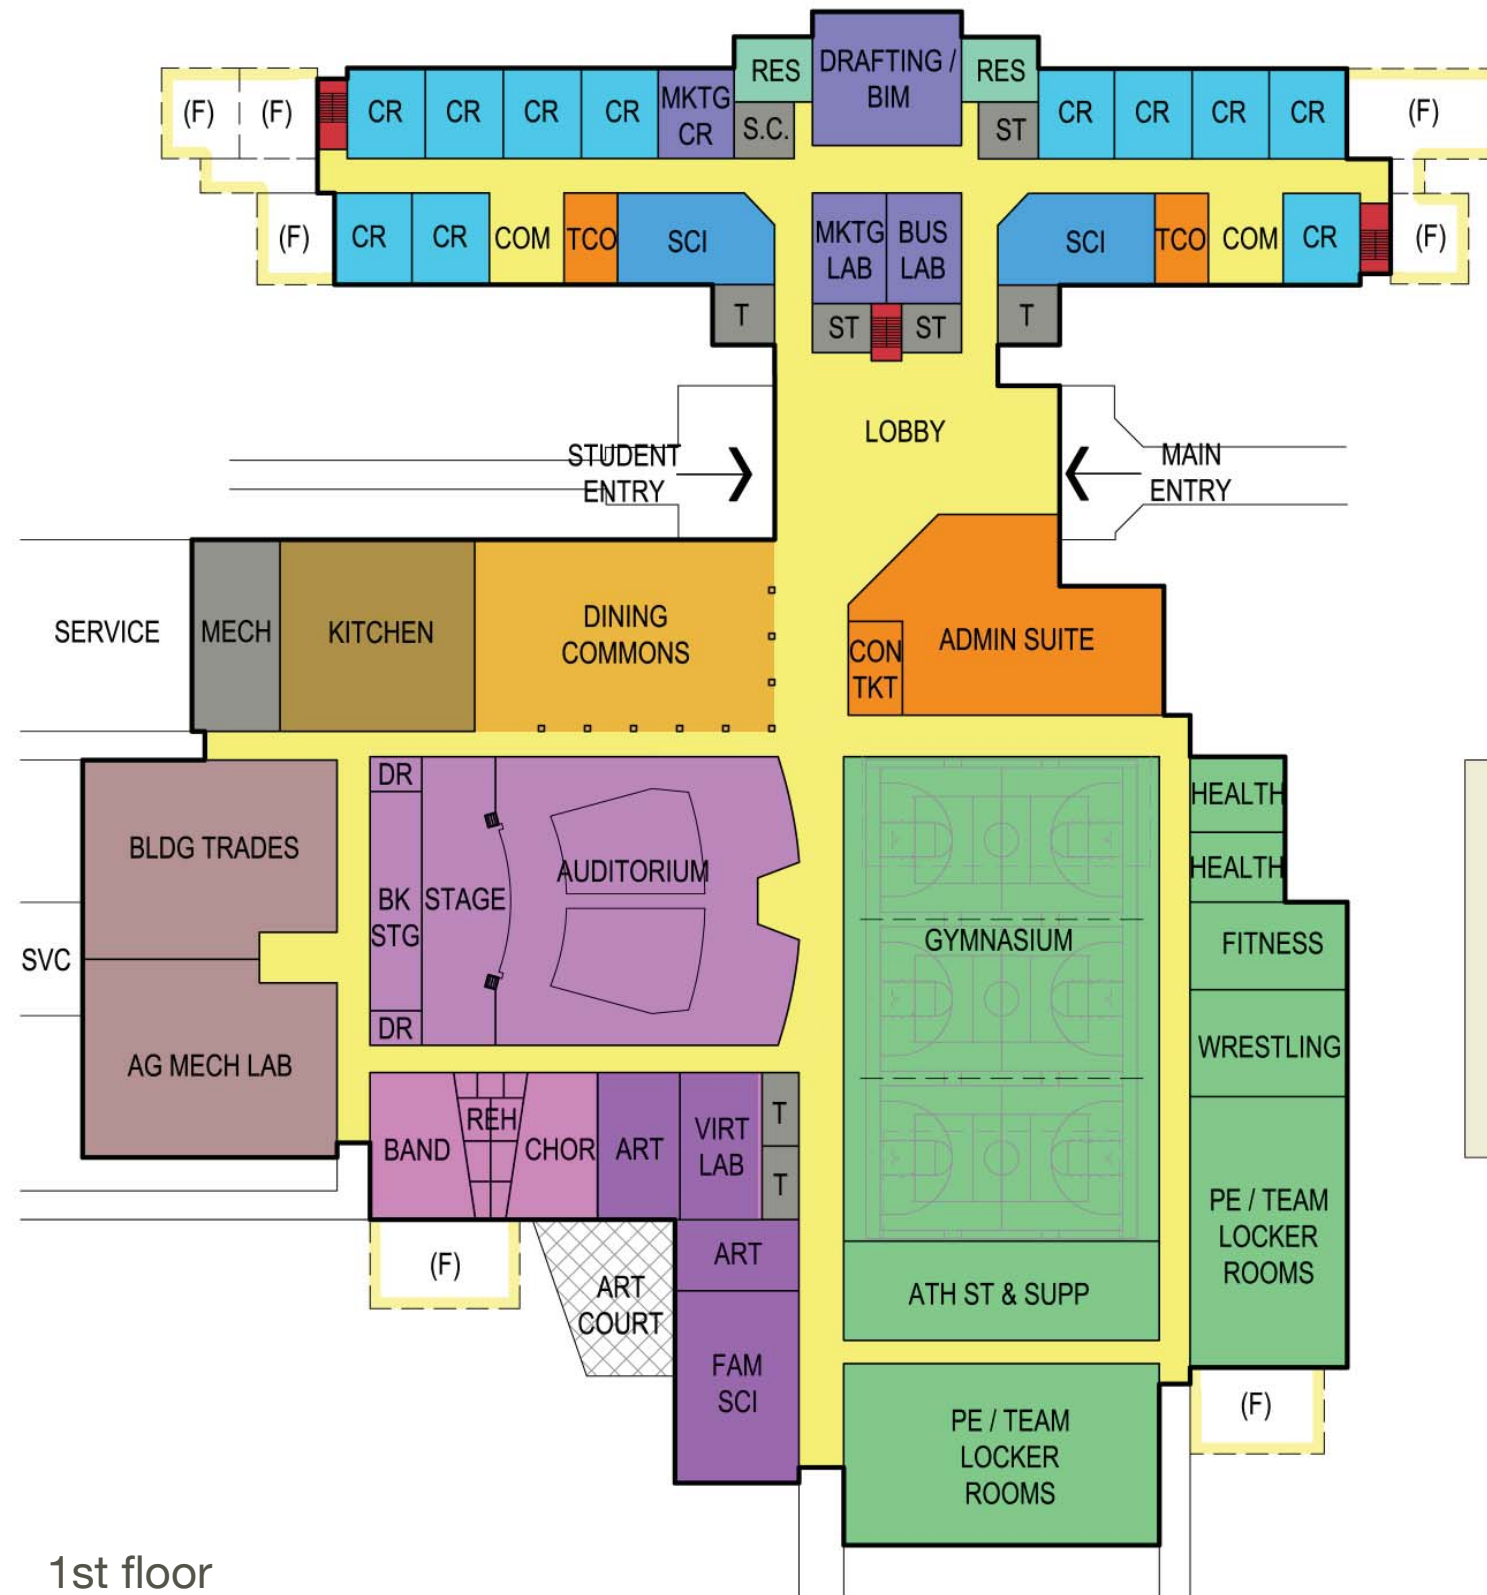 RES
DRAFTING /
BIM
RES
(F)
(F)
CR
CR
CR
CR
MKTG
CR
S.C.
ST
CR
CR
CR
CR
(F)
(F)
CR
CR
COM
TCO
SCI
MKTG
LAB
BUS
LAB
SCI
TCO
COM
CR
(F)
T
ST
ST
T
LOBBY
STUDENT
ENTRY
MAIN
ENTRY
SERVICE
MECH
KITCHEN
DINING
COMMONS
CON
TKT
ADMIN SUITE
DR
BLDG TRADES
BK
STG
STAGE
AUDITORIUM
GYMNASIUM
HEALTH
HEALTH
FITNESS
SVC
DR
WRESTLING
AG MECH LAB
BAND
REH
CHOR
ART
VIRT
LAB
T
T
PE / TEAM
LOCKER
ROOMS
(F)
ART
COURT
ART
ATH ST & SUPP
FAM
SCI
PE / TEAM
LOCKER
ROOMS
(F)
1st floor